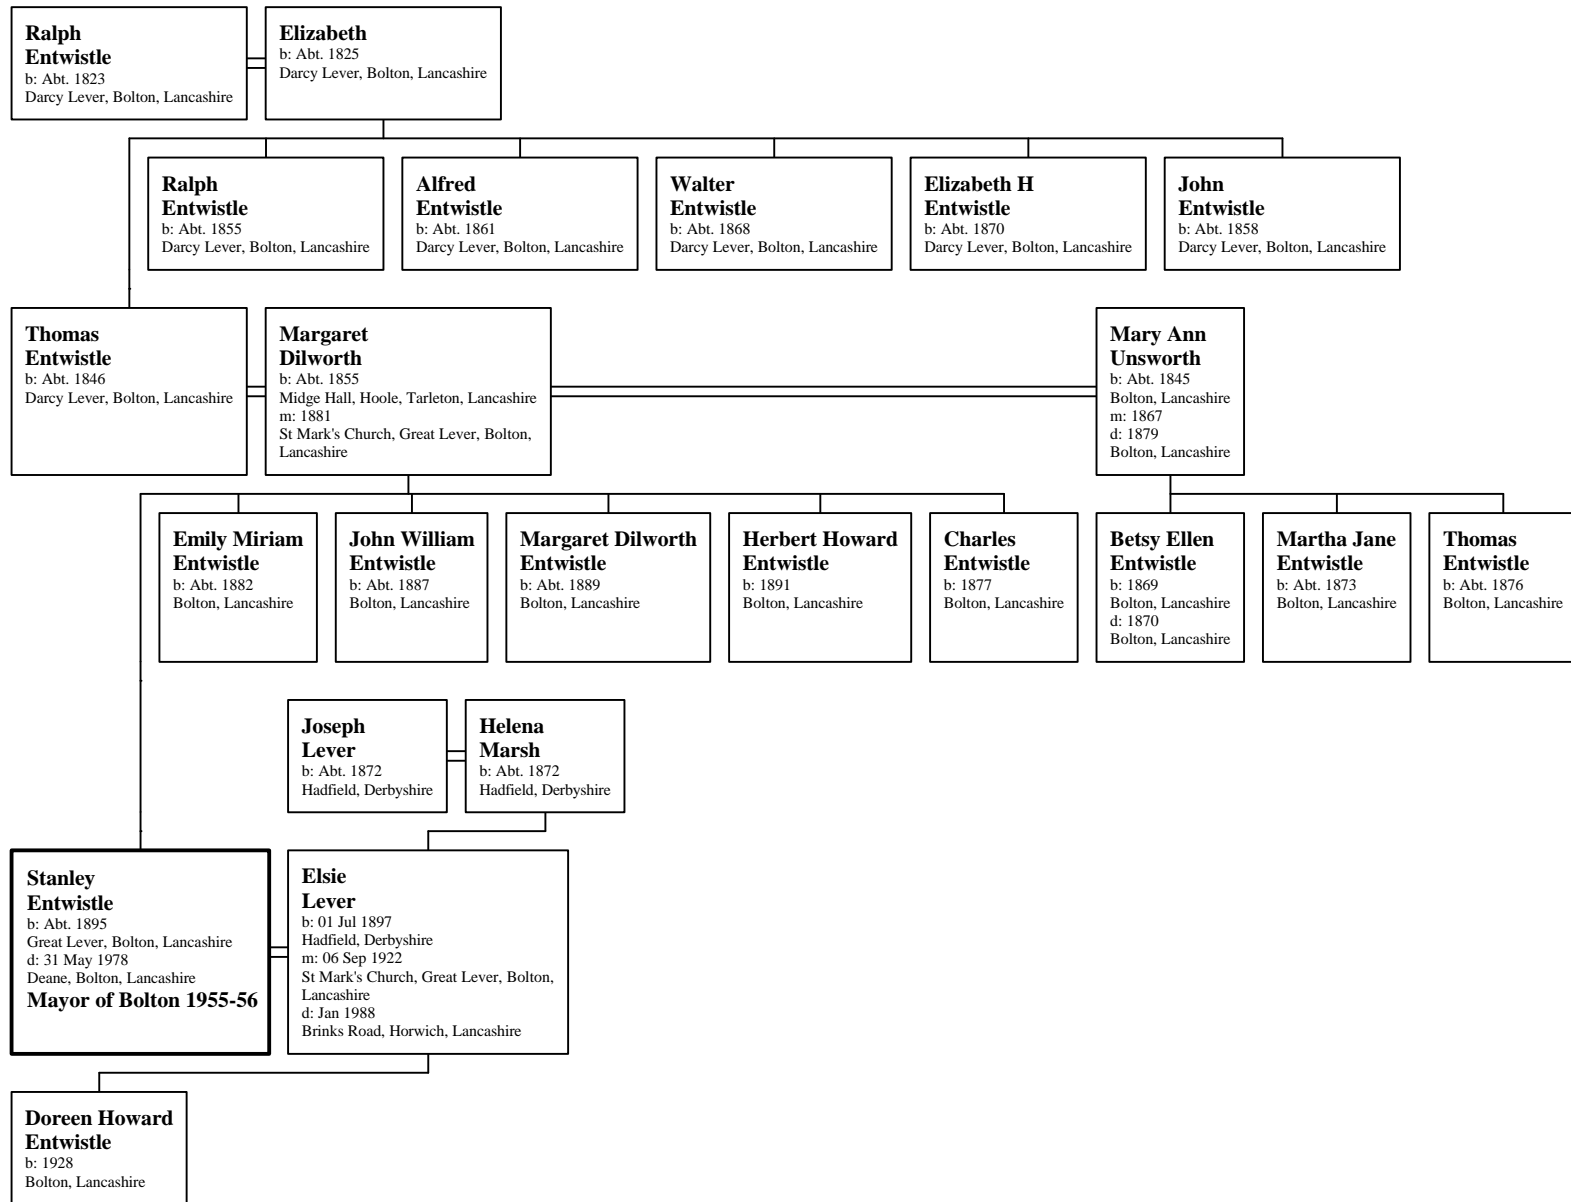 Ralph
Entwistle
b: Abt. 1823
Darcy Lever, Bolton, Lancashire
Elizabeth
b: Abt. 1825
Darcy Lever, Bolton, Lancashire
Ralph
Entwistle
b: Abt. 1855
Darcy Lever, Bolton, Lancashire
Alfred
Entwistle
b: Abt. 1861
Darcy Lever, Bolton, Lancashire
Walter
Entwistle
b: Abt. 1868
Darcy Lever, Bolton, Lancashire
Elizabeth H
Entwistle
b: Abt. 1870
Darcy Lever, Bolton, Lancashire
John
Entwistle
b: Abt. 1858
Darcy Lever, Bolton, Lancashire
Thomas
Entwistle
b: Abt. 1846
Darcy Lever, Bolton, Lancashire
Margaret
Dilworth
b: Abt. 1855
Midge Hall, Hoole, Tarleton, Lancashire
m: 1881
St Mark's Church, Great Lever, Bolton,
Lancashire
Mary Ann
Unsworth
b: Abt. 1845
Bolton, Lancashire
m: 1867
d: 1879
Bolton, Lancashire
Emily Miriam
Entwistle
b: Abt. 1882
Bolton, Lancashire
John William
Entwistle
b: Abt. 1887
Bolton, Lancashire
Margaret Dilworth
Entwistle
b: Abt. 1889
Bolton, Lancashire
Herbert Howard
Entwistle
b: 1891
Bolton, Lancashire
Charles
Entwistle
b: 1877
Bolton, Lancashire
Betsy Ellen
Entwistle
b: 1869
Bolton, Lancashire
d: 1870
Bolton, Lancashire
Martha Jane
Entwistle
b: Abt. 1873
Bolton, Lancashire
Thomas
Entwistle
b: Abt. 1876
Bolton, Lancashire
Joseph
Lever
b: Abt. 1872
Hadfield, Derbyshire
Helena
Marsh
b: Abt. 1872
Hadfield, Derbyshire
Stanley
Entwistle
b: Abt. 1895
Great Lever, Bolton, Lancashire
d: 31 May 1978
Deane, Bolton, Lancashire
Mayor of Bolton 1955-56
Elsie
Lever
b: 01 Jul 1897
Hadfield, Derbyshire
m: 06 Sep 1922
St Mark's Church, Great Lever, Bolton,
Lancashire
d: Jan 1988
Brinks Road, Horwich, Lancashire
Doreen Howard
Entwistle
b: 1928
Bolton, Lancashire